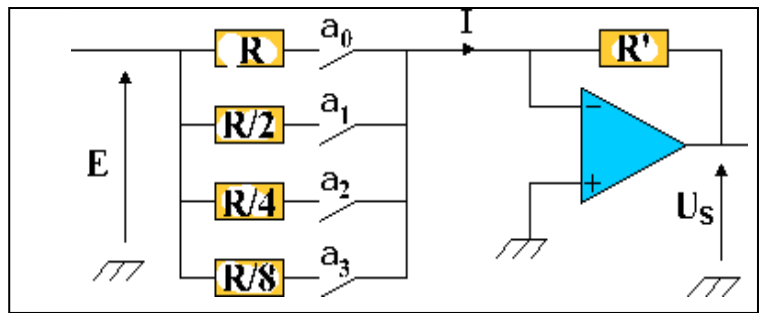 R a₀ I R'
R/2 a₁ −
E R/4 a₂ + Uₛ
R/8 a₃